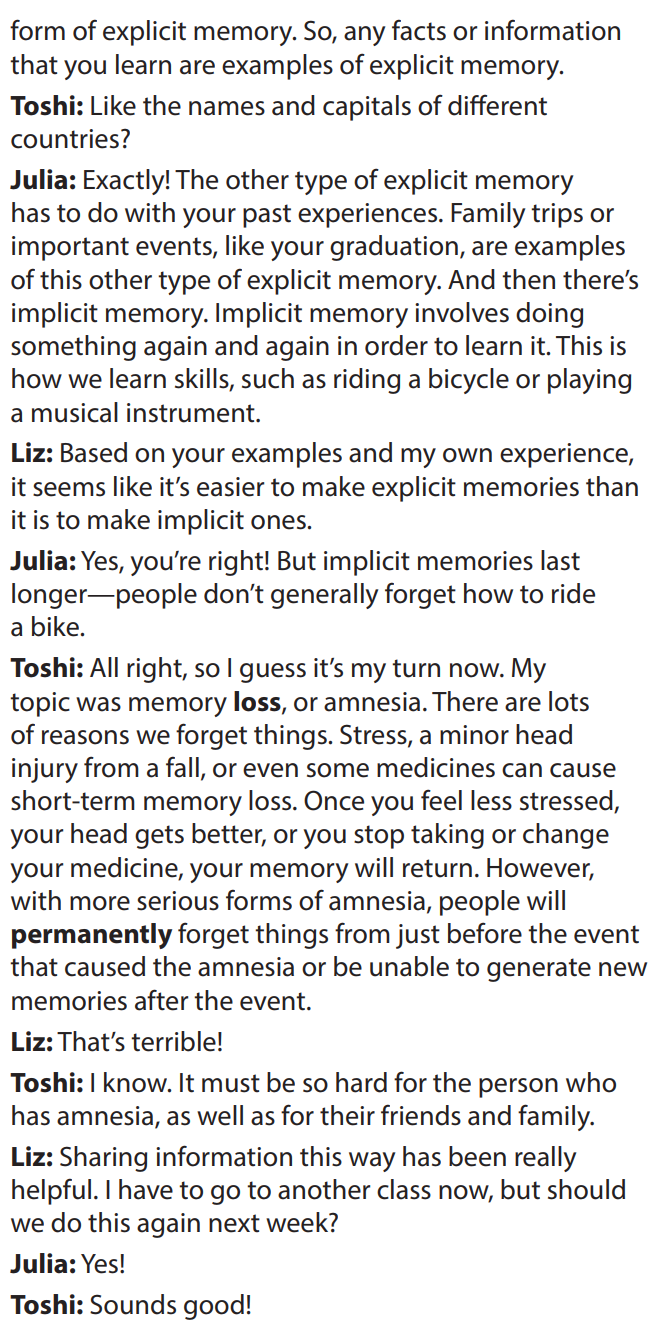 form of explicit memory. So, any facts or information
that you learn are examples of explicit memory.
Toshi: Like the names and capitals of different
countries?
Julia: Exactly! The other type of explicit memory
has to do with your past experiences. Family trips or
important events, like your graduation, are examples
of this other type of explicit memory. And then there’s
implicit memory. Implicit memory involves doing
something again and again in order to learn it. This is
how we learn skills, such as riding a bicycle or playing
a musical instrument.
Liz: Based on your examples and my own experience,
it seems like it’s easier to make explicit memories than
it is to make implicit ones.
Julia: Yes, you’re right! But implicit memories last
longer—people don’t generally forget how to ride
a bike.
Toshi: All right, so I guess it’s my turn now. My
topic was memory loss, or amnesia. There are lots
of reasons we forget things. Stress, a minor head
injury from a fall, or even some medicines can cause
short-term memory loss. Once you feel less stressed,
your head gets better, or you stop taking or change
your medicine, your memory will return. However,
with more serious forms of amnesia, people will
permanently forget things from just before the event
that caused the amnesia or be unable to generate new
memories after the event.
Liz: That’s terrible!
Toshi: I know. It must be so hard for the person who
has amnesia, as well as for their friends and family.
Liz: Sharing information this way has been really
helpful. I have to go to another class now, but should
we do this again next week?
Julia: Yes!
Toshi: Sounds good!